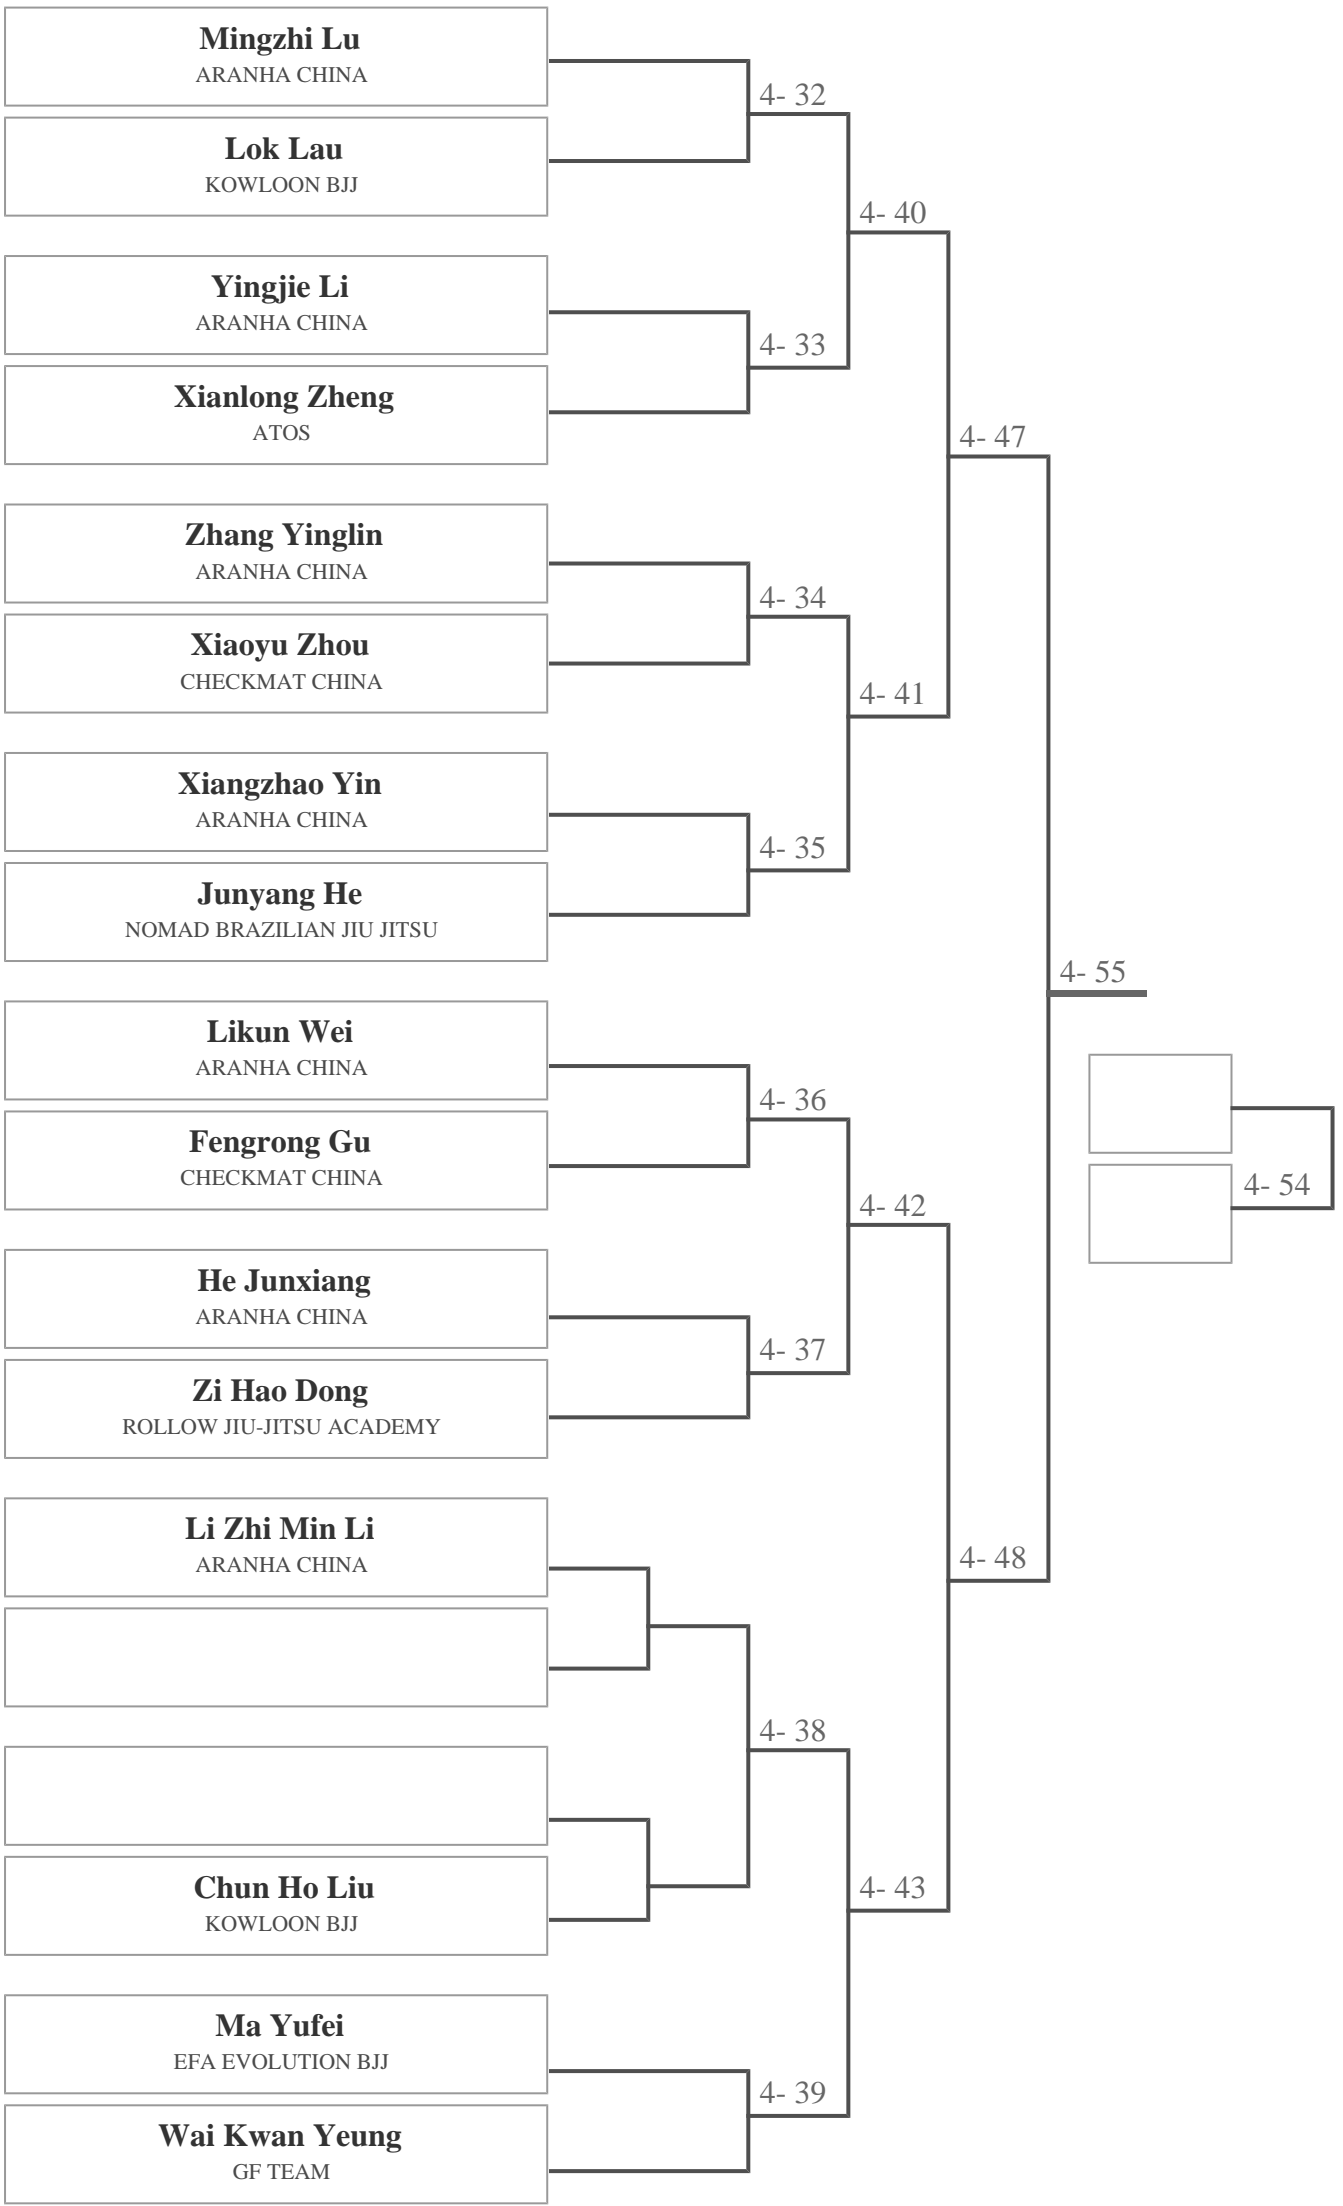 Mingzhi Lu
ARANHA CHINA
4- 32
Lok Lau
KOWLOON BJJ
4- 40
Yingjie Li
ARANHA CHINA
4- 33
Xianlong Zheng
ATOS
4- 47
Zhang Yinglin
ARANHA CHINA
4- 34
Xiaoyu Zhou
CHECKMAT CHINA
4- 41
Xiangzhao Yin
ARANHA CHINA
4- 35
Junyang He
NOMAD BRAZILIAN JIU JITSU
4- 55
Likun Wei
ARANHA CHINA
4- 36
Fengrong Gu
CHECKMAT CHINA
4- 54
4- 42
He Junxiang
ARANHA CHINA
4- 37
Zi Hao Dong
ROLLOW JIU-JITSU ACADEMY
Li Zhi Min Li
ARANHA CHINA
4- 48
4- 38
Chun Ho Liu
KOWLOON BJJ
4- 43
Ma Yufei
EFA EVOLUTION BJJ
4- 39
Wai Kwan Yeung
GF TEAM